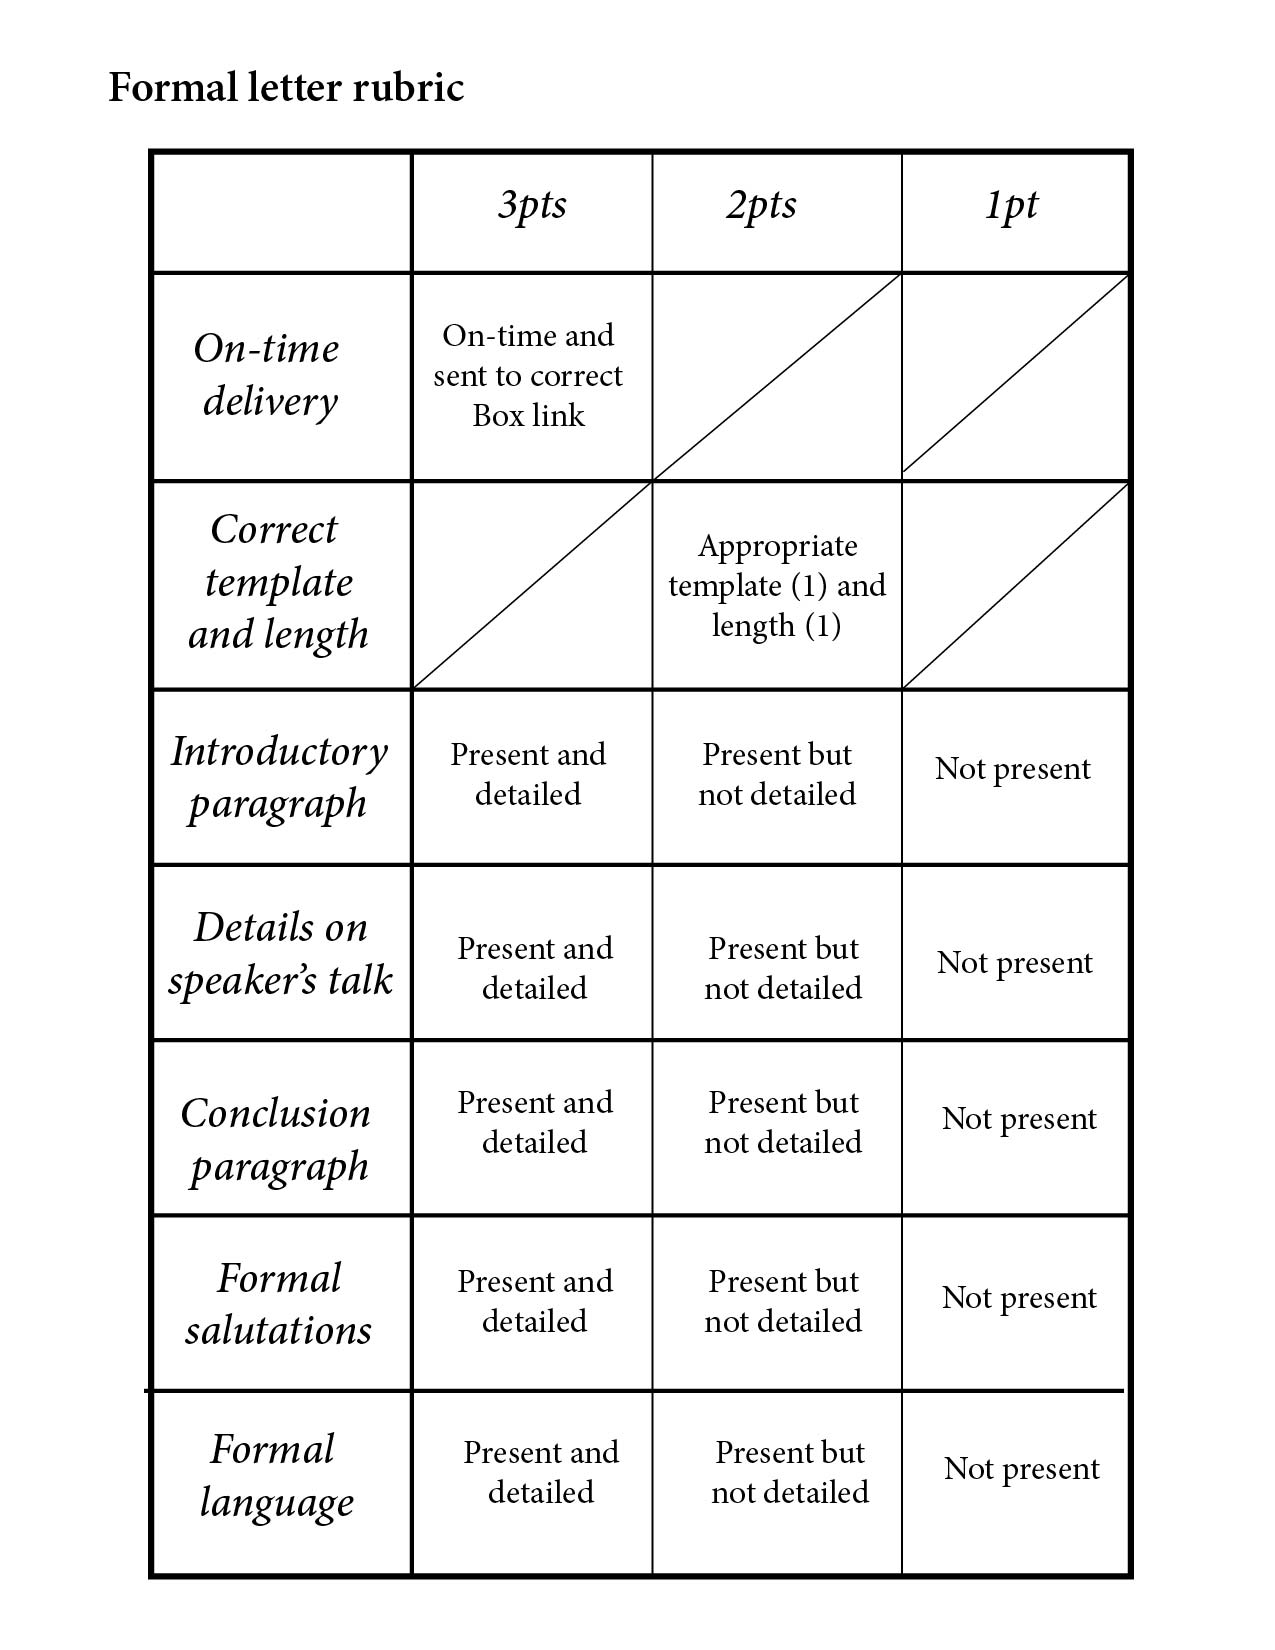 Formal letter rubric
3pts
2pts
1pt
On-time
delivery
On-time and
sent to correct
Box link
Correct
template
and length
Appropriate
template (1) and
length (1)
Introductory
paragraph
Present and
detailed
Present but
not detailed
Not present
Details on
speaker’s talk
Present and
detailed
Present but
not detailed
Not present
Conclusion
paragraph
Present and
detailed
Present but
not detailed
Not present
Formal
salutations
Present and
detailed
Present but
not detailed
Not present
Formal
language
Present and
detailed
Present but
not detailed
Not present